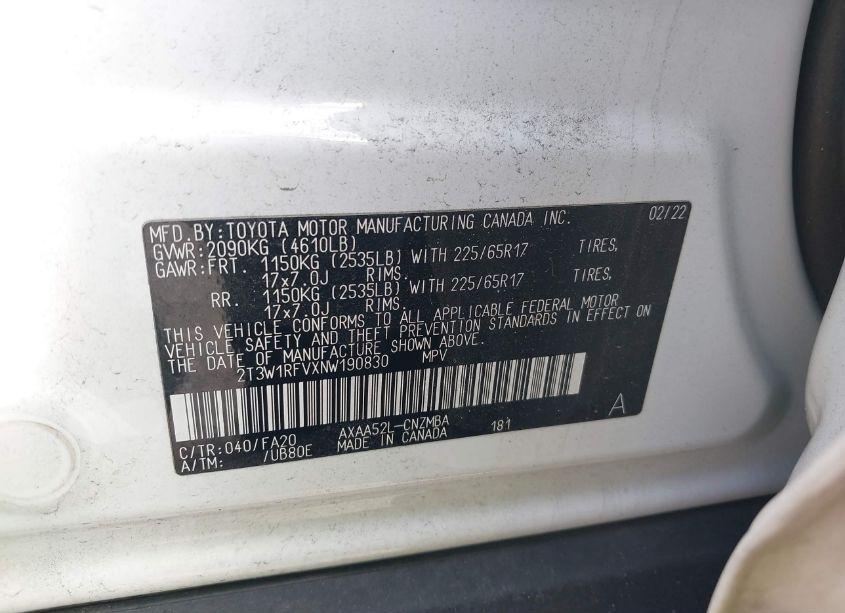 MFD.BY:TOYOTA MOTOR MANUFACTURING CANADA INC. 02/22
GVWR:2090KG (4610LB)
GAWR:FRT. 1150KG (2535LB) WITH 225/65R17 TIRES,
17x7.0J RIMS.
RR. 1150KG (2535LB) WITH 225/65R17 TIRES,
17x7.0J RIMS.
THIS VEHICLE CONFORMS TO ALL APPLICABLE FEDERAL MOTOR
VEHICLE SAFETY AND THEFT PREVENTION STANDARDS IN EFFECT ON
THE DATE OF MANUFACTURE SHOWN ABOVE.
2T3W1RFVXNW190830 MPV
C/TR:040/FA20 AXAA52L-CNZMBA 181 A
A/TM: /UB80E MADE IN CANADA